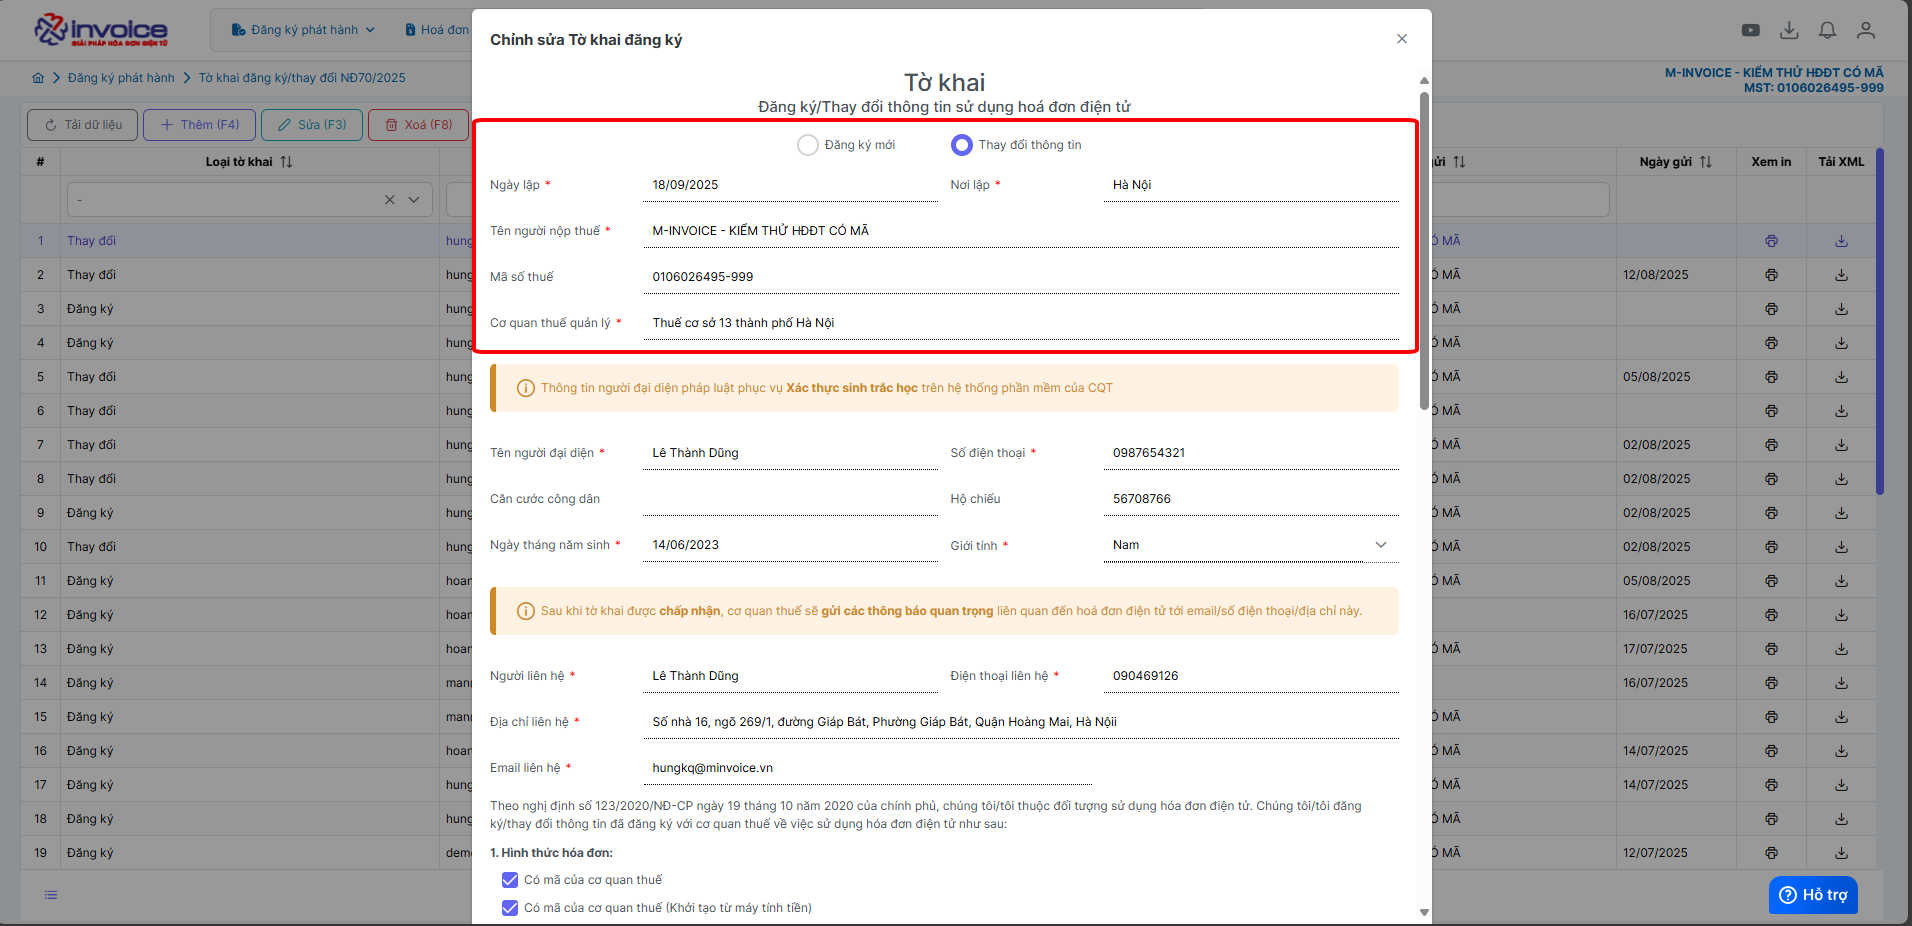 invoice
GIẢI PHÁP HÓA ĐƠN ĐIỆN TỬ
Đăng ký phát hành
Hoá đơn
Đăng ký phát hành
Tờ khai đăng ký/thay đổi NĐ70/2025
M-INVOICE - KIỂM THỬ HĐĐT CÓ MÃ
MST: 0106026495-999
Tải dữ liệu
Thêm (F4)
Sửa (F3)
Xoá (F8)
# Loại tờ khai
Ngày gửi Xem in Tải XML
-
1 Thay đổi hung Ó MÃ
2 Thay đổi hung Ó MÃ 12/08/2025
3 Đăng ký hung Ó MÃ
4 Đăng ký hung Ó MÃ
5 Thay đổi hung Ó MÃ 05/08/2025
6 Thay đổi hung Ó MÃ
7 Thay đổi hung Ó MÃ 02/08/2025
8 Thay đổi hung Ó MÃ 02/08/2025
9 Đăng ký hung Ó MÃ 02/08/2025
10 Thay đổi hung Ó MÃ 02/08/2025
11 Đăng ký hoan Ó MÃ 05/08/2025
12 Đăng ký hoan 16/07/2025
13 Đăng ký hoan Ó MÃ 17/07/2025
14 Đăng ký 16/07/2025
15 Đăng ký Ó MÃ
16 Đăng ký hoan Ó MÃ 14/07/2025
17 Đăng ký hung Ó MÃ 14/07/2025
18 Đăng ký hung Ó MÃ
19 Đăng ký Ó MÃ 12/07/2025
Hỗ trợ
Chỉnh sửa Tờ khai đăng ký
Tờ khai
Đăng ký/Thay đổi thông tin sử dụng hoá đơn điện tử
Đăng ký mới
Thay đổi thông tin
Ngày lập * 18/09/2025 Nơi lập * Hà Nội
Tên người nộp thuế * M-INVOICE - KIỂM THỬ HĐĐT CÓ MÃ
Mã số thuế 0106026495-999
Cơ quan thuế quản lý * Thuế cơ sở 13 thành phố Hà Nội
Thông tin người đại diện pháp luật phục vụ Xác thực sinh trắc học trên hệ thống phần mềm của CQT
Tên người đại diện * Lê Thành Dũng Số điện thoại * 0987654321
Căn cước công dân Hộ chiếu 56708766
Ngày tháng năm sinh * 14/06/2023 Giới tính * Nam
Sau khi tờ khai được chấp nhận, cơ quan thuế sẽ gửi các thông báo quan trọng liên quan đến hoá đơn điện tử tới email/số điện thoại/địa chỉ này.
Người liên hệ * Lê Thành Dũng Điện thoại liên hệ * 090469126
Địa chỉ liên hệ * Số nhà 16, ngõ 269/1, đường Giáp Bát, Phường Giáp Bát, Quận Hoàng Mai, Hà Nộii
Email liên hệ * hungkq@minvoice.vn
Theo nghị định số 123/2020/NĐ-CP ngày 19 tháng 10 năm 2020 của chính phủ, chúng tôi/tôi thuộc đối tượng sử dụng hóa đơn điện tử. Chúng tôi/tôi đăng
ký/thay đổi thông tin đã đăng ký với cơ quan thuế về việc sử dụng hóa đơn điện tử như sau:
1. Hình thức hóa đơn:
Có mã của cơ quan thuế
Có mã của cơ quan thuế (Khởi tạo từ máy tính tiền)